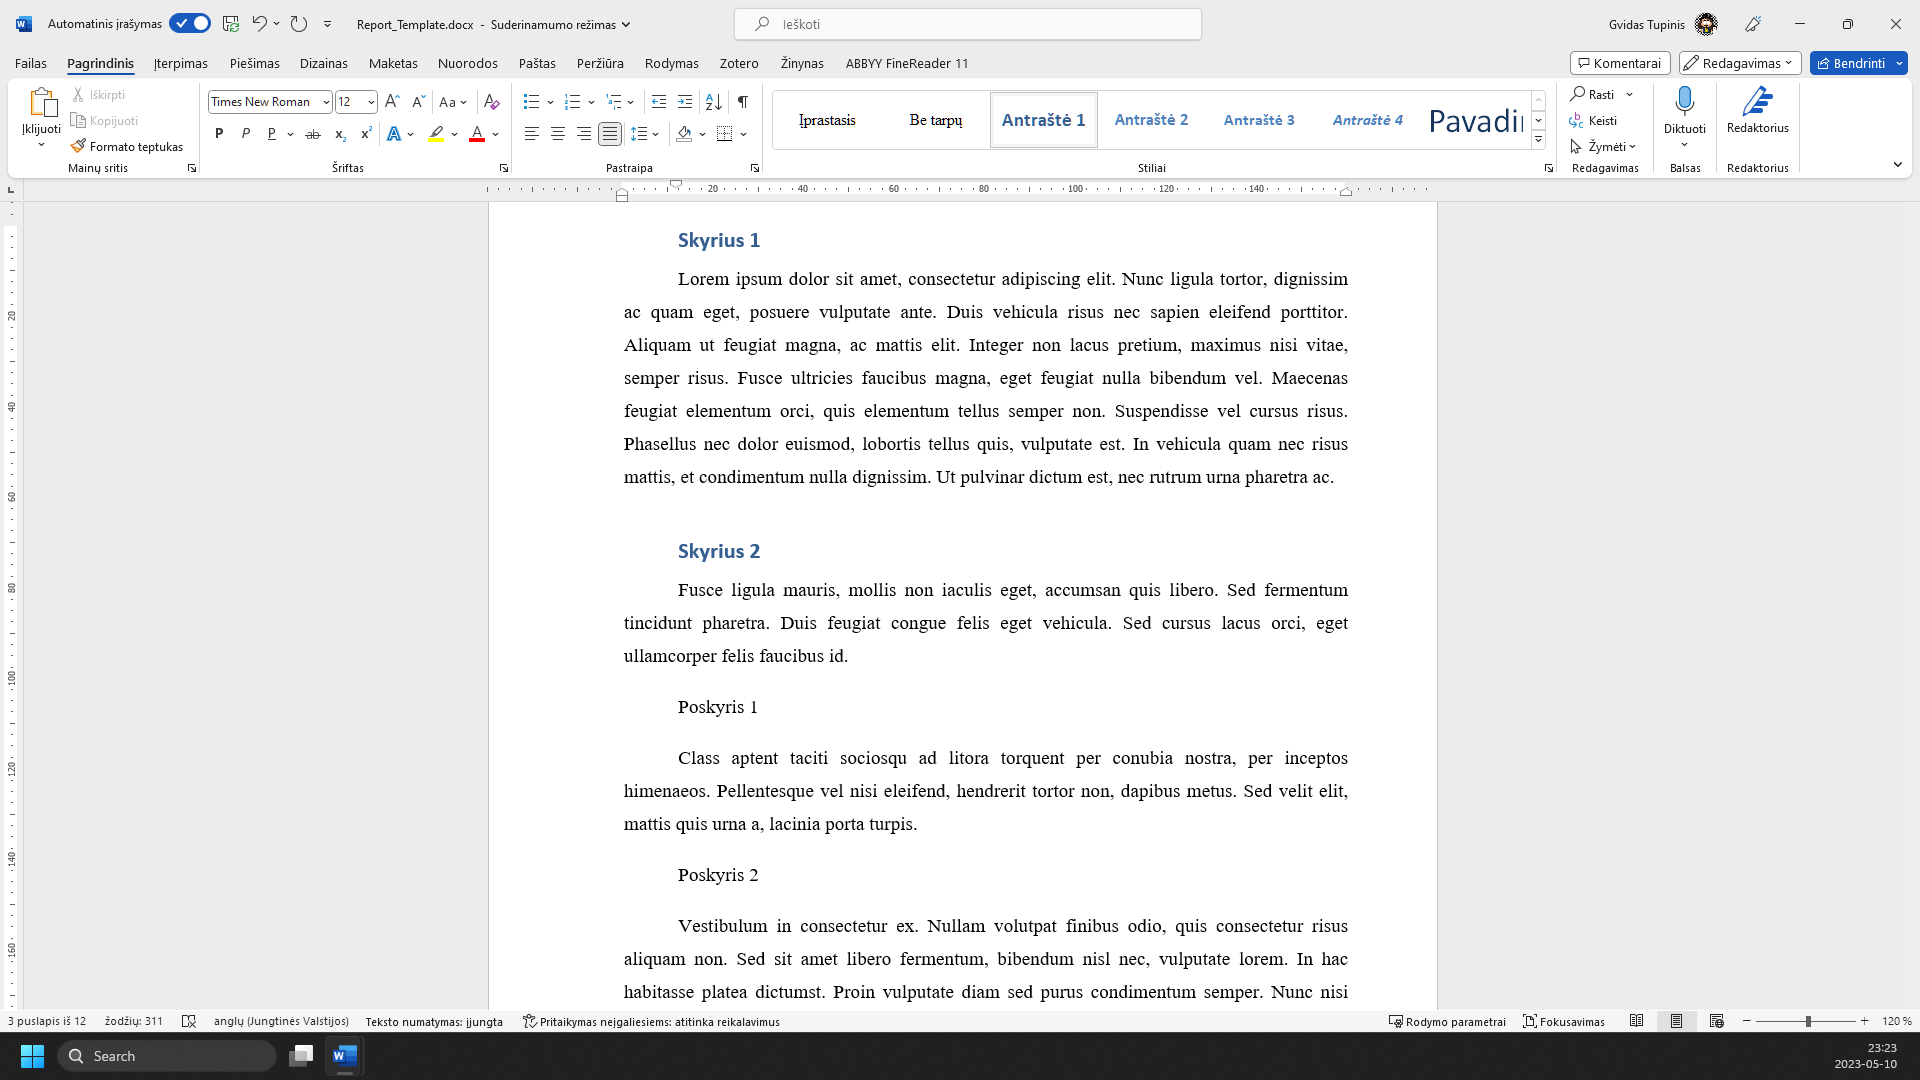 Automatinis įrašymas
Report_Template.docx - Suderinamumo režimas
Ieškoti
Gvidas Tupinis
Failas
Pagrindinis
Įterpimas
Piešimas
Dizainas
Maketas
Nuorodos
Paštas
Peržiūra
Rodymas
Zotero
Žinynas
ABBYY FineReader 11
Komentarai
Redagavimas
Bendrinti
Įklijuoti
Iškirpti
Kopijuoti
Formato teptukas
Mainų sritis
Times New Roman
12
Aa
P P P ab x₂ x²
Šriftas
Pastraipa
Įprastasis
Be tarpų
Antraštė 1
Antraštė 2
Antraštė 3
Antraštė 4
Pavadin
Stiliai
Rasti
Keisti
Žymėti
Redagavimas
Diktuoti
Balsas
Redaktorius
Redaktorius
20 40 60 80 100 120 140
20
40
60
80
100
120
140
160
Skyrius 1
Lorem ipsum dolor sit amet, consectetur adipiscing elit. Nunc ligula tortor, dignissim
ac quam eget, posuere vulputate ante. Duis vehicula risus nec sapien eleifend porttitor.
Aliquam ut feugiat magna, ac mattis elit. Integer non lacus pretium, maximus nisi vitae,
semper risus. Fusce ultricies faucibus magna, eget feugiat nulla bibendum vel. Maecenas
feugiat elementum orci, quis elementum tellus semper non. Suspendisse vel cursus risus.
Phasellus nec dolor euismod, lobortis tellus quis, vulputate est. In vehicula quam nec risus
mattis, et condimentum nulla dignissim. Ut pulvinar dictum est, nec rutrum urna pharetra ac.
Skyrius 2
Fusce ligula mauris, mollis non iaculis eget, accumsan quis libero. Sed fermentum
tincidunt pharetra. Duis feugiat congue felis eget vehicula. Sed cursus lacus orci, eget
ullamcorper felis faucibus id.
Poskyris 1
Class aptent taciti sociosqu ad litora torquent per conubia nostra, per inceptos
himenaeos. Pellentesque vel nisi eleifend, hendrerit tortor non, dapibus metus. Sed velit elit,
mattis quis urna a, lacinia porta turpis.
Poskyris 2
Vestibulum in consectetur ex. Nullam volutpat finibus odio, quis consectetur risus
aliquam non. Sed sit amet libero fermentum, bibendum nisl nec, vulputate lorem. In hac
habitasse platea dictumst. Proin vulputate diam sed purus condimentum semper. Nunc nisi
3 puslapis iš 12
žodžių: 311
anglų (Jungtinės Valstijos)
Teksto numatymas: įjungta
Pritaikymas neįgaliesiems: atitinka reikalavimus
Rodymo parametrai
Fokusavimas
120 %
Search
23:23
2023-05-10